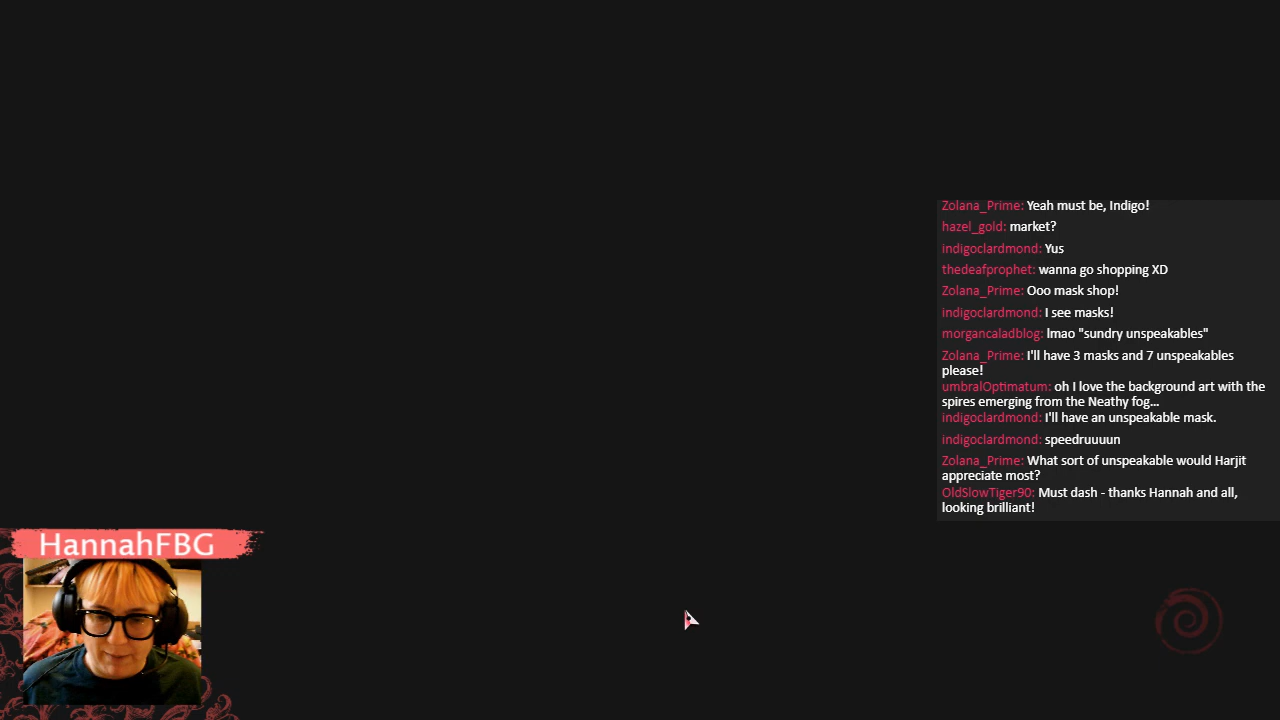 Zolana_Prime: Yeah must be, Indigo!
hazel_gold: market?
indigoclardmond: Yus
thedeafprophet: wanna go shopping XD
Zolana_Prime: Ooo mask shop!
indigoclardmond: I see masks!
morgancaladblog: lmao "sundry unspeakables"
Zolana_Prime: I'll have 3 masks and 7 unspeakables
please!
umbralOptimatum: oh I love the background art with the
spires emerging from the Neathy fog...
indigoclardmond: I'll have an unspeakable mask.
indigoclardmond: speedruuuun
Zolana_Prime: What sort of unspeakable would Harjit
appreciate most?
OldSlowTiger90: Must dash - thanks Hannah and all,
looking brilliant!
HannahFBG